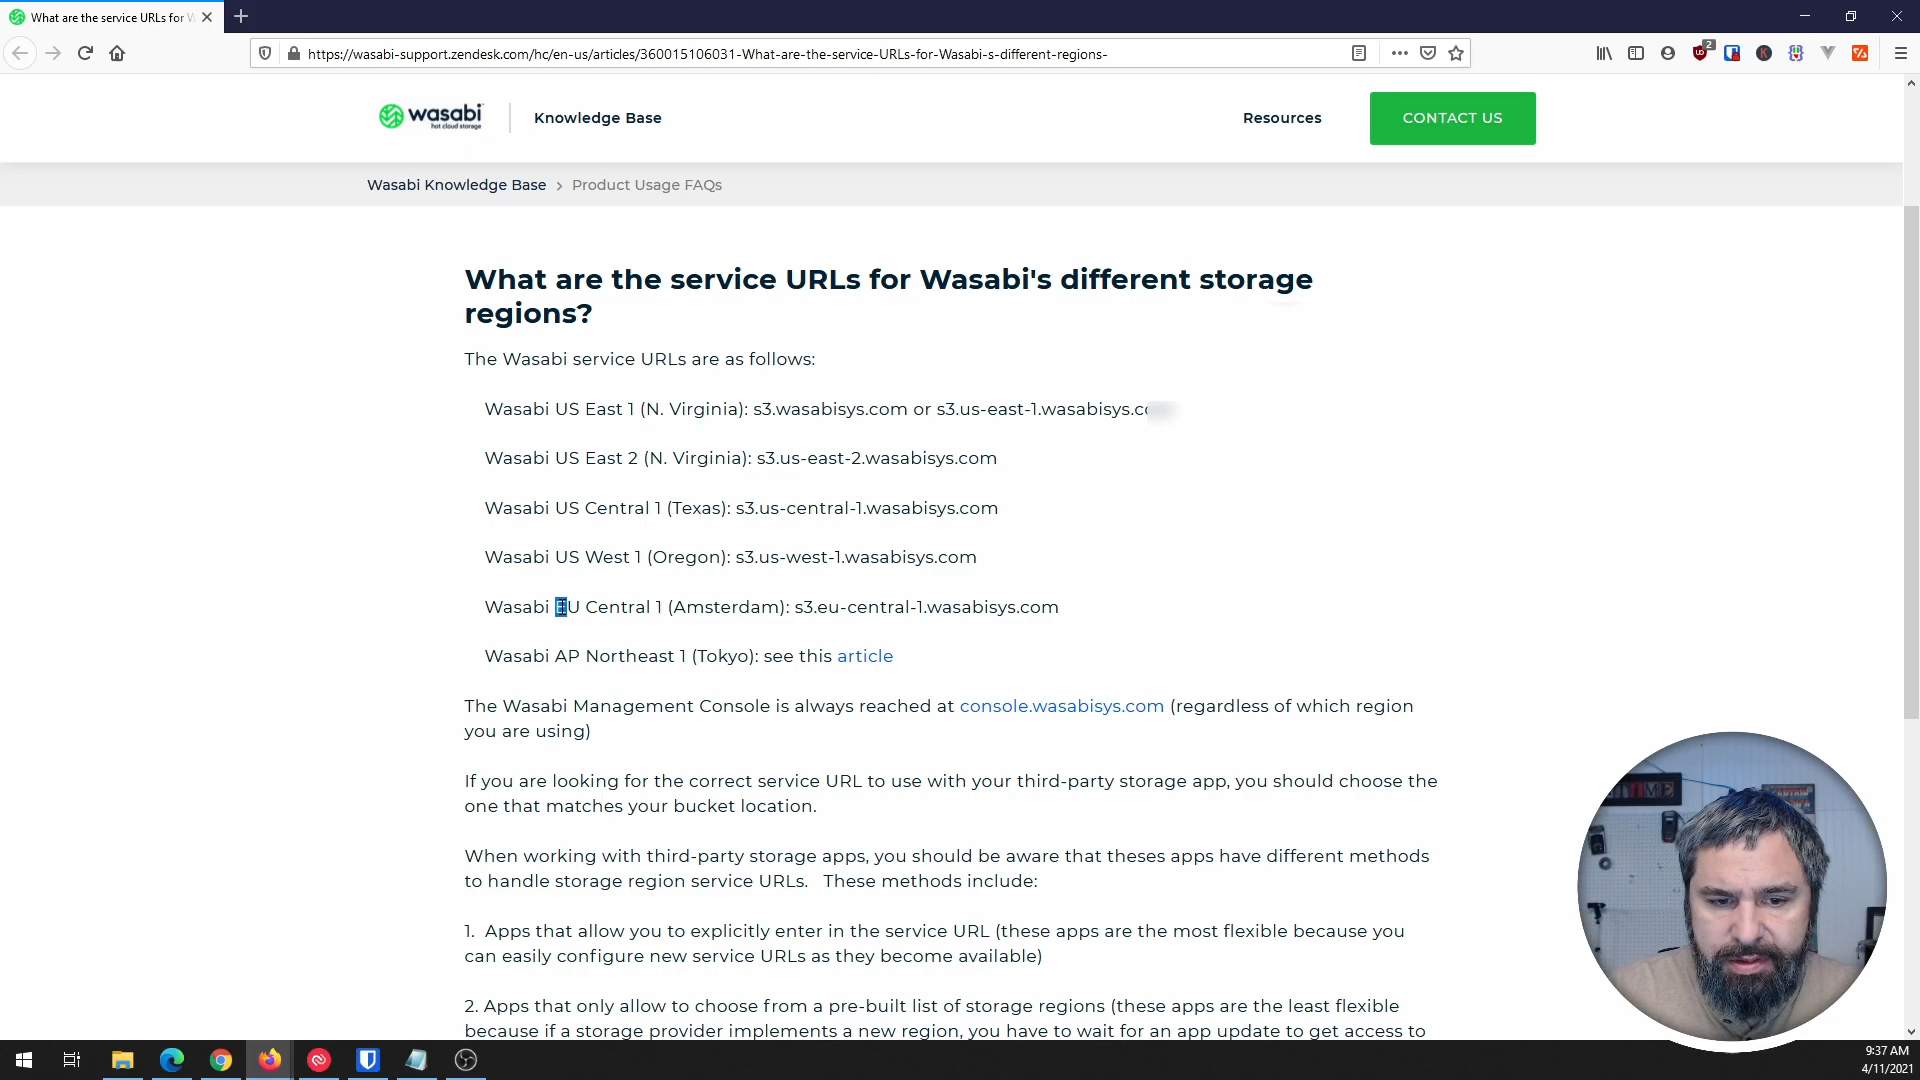 What are the service URLs for W
https://wasabi-support.zendesk.com/hc/en-us/articles/360015106031-What-are-the-service-URLs-for-Wasabi-s-different-regions-
2
wasabi
hot cloud storage
Knowledge Base
Resources
CONTACT US
Wasabi Knowledge Base > Product Usage FAQs
What are the service URLs for Wasabi's different storage
regions?
The Wasabi service URLs are as follows:
Wasabi US East 1 (N. Virginia): s3.wasabisys.com or s3.us-east-1.wasabisys.co
Wasabi US East 2 (N. Virginia): s3.us-east-2.wasabisys.com
Wasabi US Central 1 (Texas): s3.us-central-1.wasabisys.com
Wasabi US West 1 (Oregon): s3.us-west-1.wasabisys.com
Wasabi EU Central 1 (Amsterdam): s3.eu-central-1.wasabisys.com
Wasabi AP Northeast 1 (Tokyo): see this article
The Wasabi Management Console is always reached at console.wasabisys.com (regardless of which region
you are using)
If you are looking for the correct service URL to use with your third-party storage app, you should choose the
one that matches your bucket location.
When working with third-party storage apps, you should be aware that theses apps have different methods
to handle storage region service URLs.   These methods include:
1.  Apps that allow you to explicitly enter in the service URL (these apps are the most flexible because you
can easily configure new service URLs as they become available)
2. Apps that only allow to choose from a pre-built list of storage regions (these apps are the least flexible
because if a storage provider implements a new region, you have to wait for an app update to get access to
9:37 AM
4/11/2021